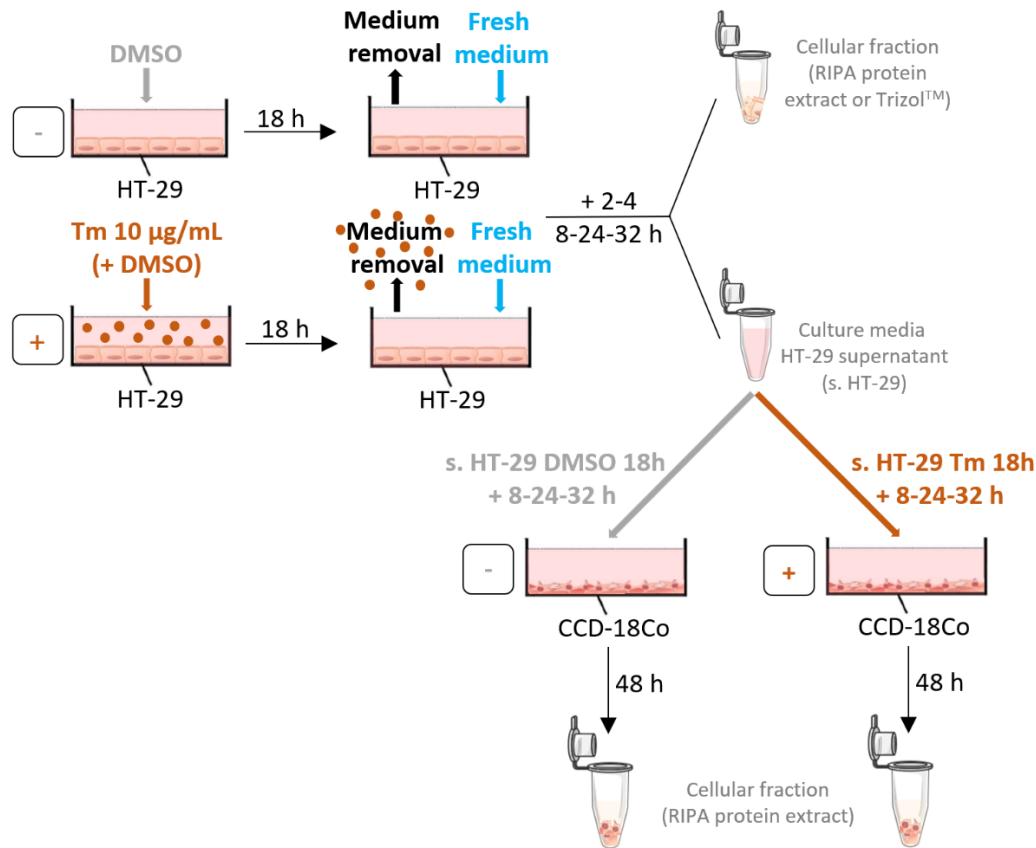 DMSO
-
18 h
HT-29
Medium
removal
Fresh
medium
HT-29
Tm 10 µg/mL
(+ DMSO)
+
18 h
HT-29
Medium
removal
Fresh
medium
HT-29
+ 2-4
8-24-32 h
Cellular fraction
(RIPA protein
extract or Trizol™)
Culture media
HT-29 supernatant
(s. HT-29)
s. HT-29 DMSO 18h
+ 8-24-32 h
s. HT-29 Tm 18h
+ 8-24-32 h
-
CCD-18Co
48 h
+
CCD-18Co
48 h
Cellular fraction
(RIPA protein extract)